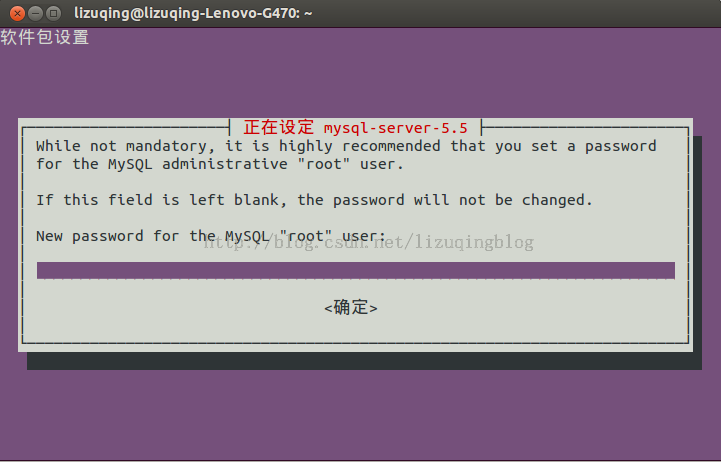 lizuqing@lizuqing-Lenovo-G470: ~
软件包设置
正在设定 mysql-server-5.5
While not mandatory, it is highly recommended that you set a password
for the MySQL administrative "root" user.
If this field is left blank, the password will not be changed.
New password for the MySQL "root" user:
http://blog.csdn.net/lizuqingblog
<确定>